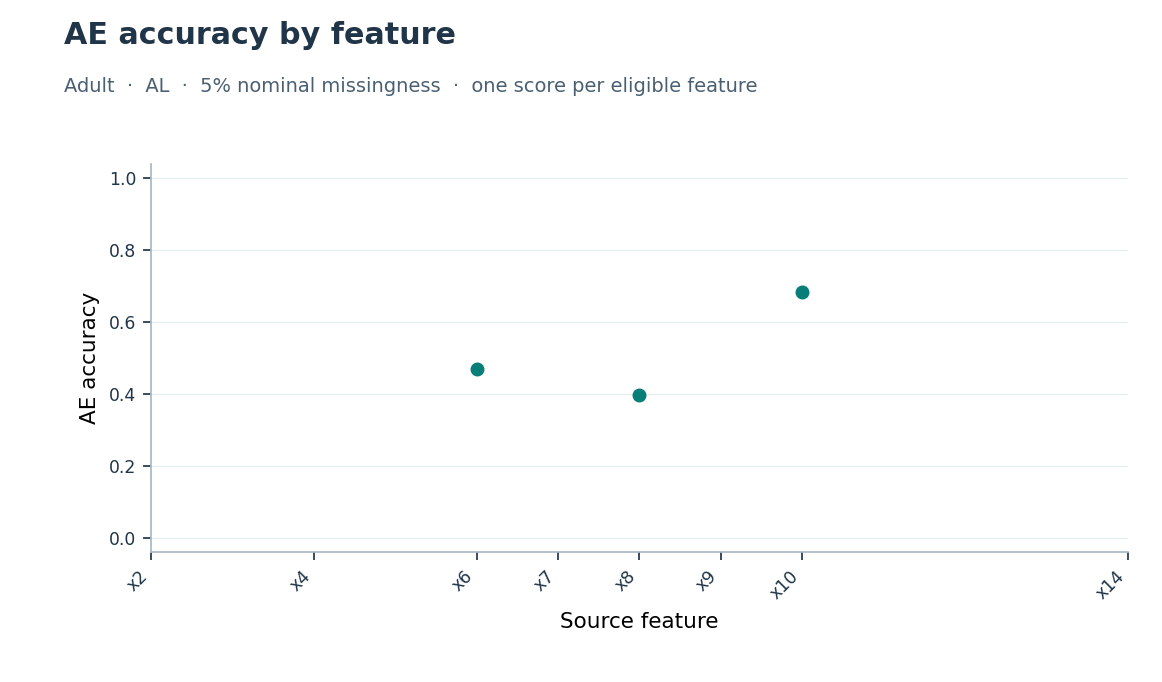 AE accuracy by feature
Adult · AL · 5% nominal missingness · one score per eligible feature
1.0
0.8
0.6
0.4
0.2
0.0
AE accuracy
x2
x4
x6
x7
x8
x9
x10
x14
Source feature